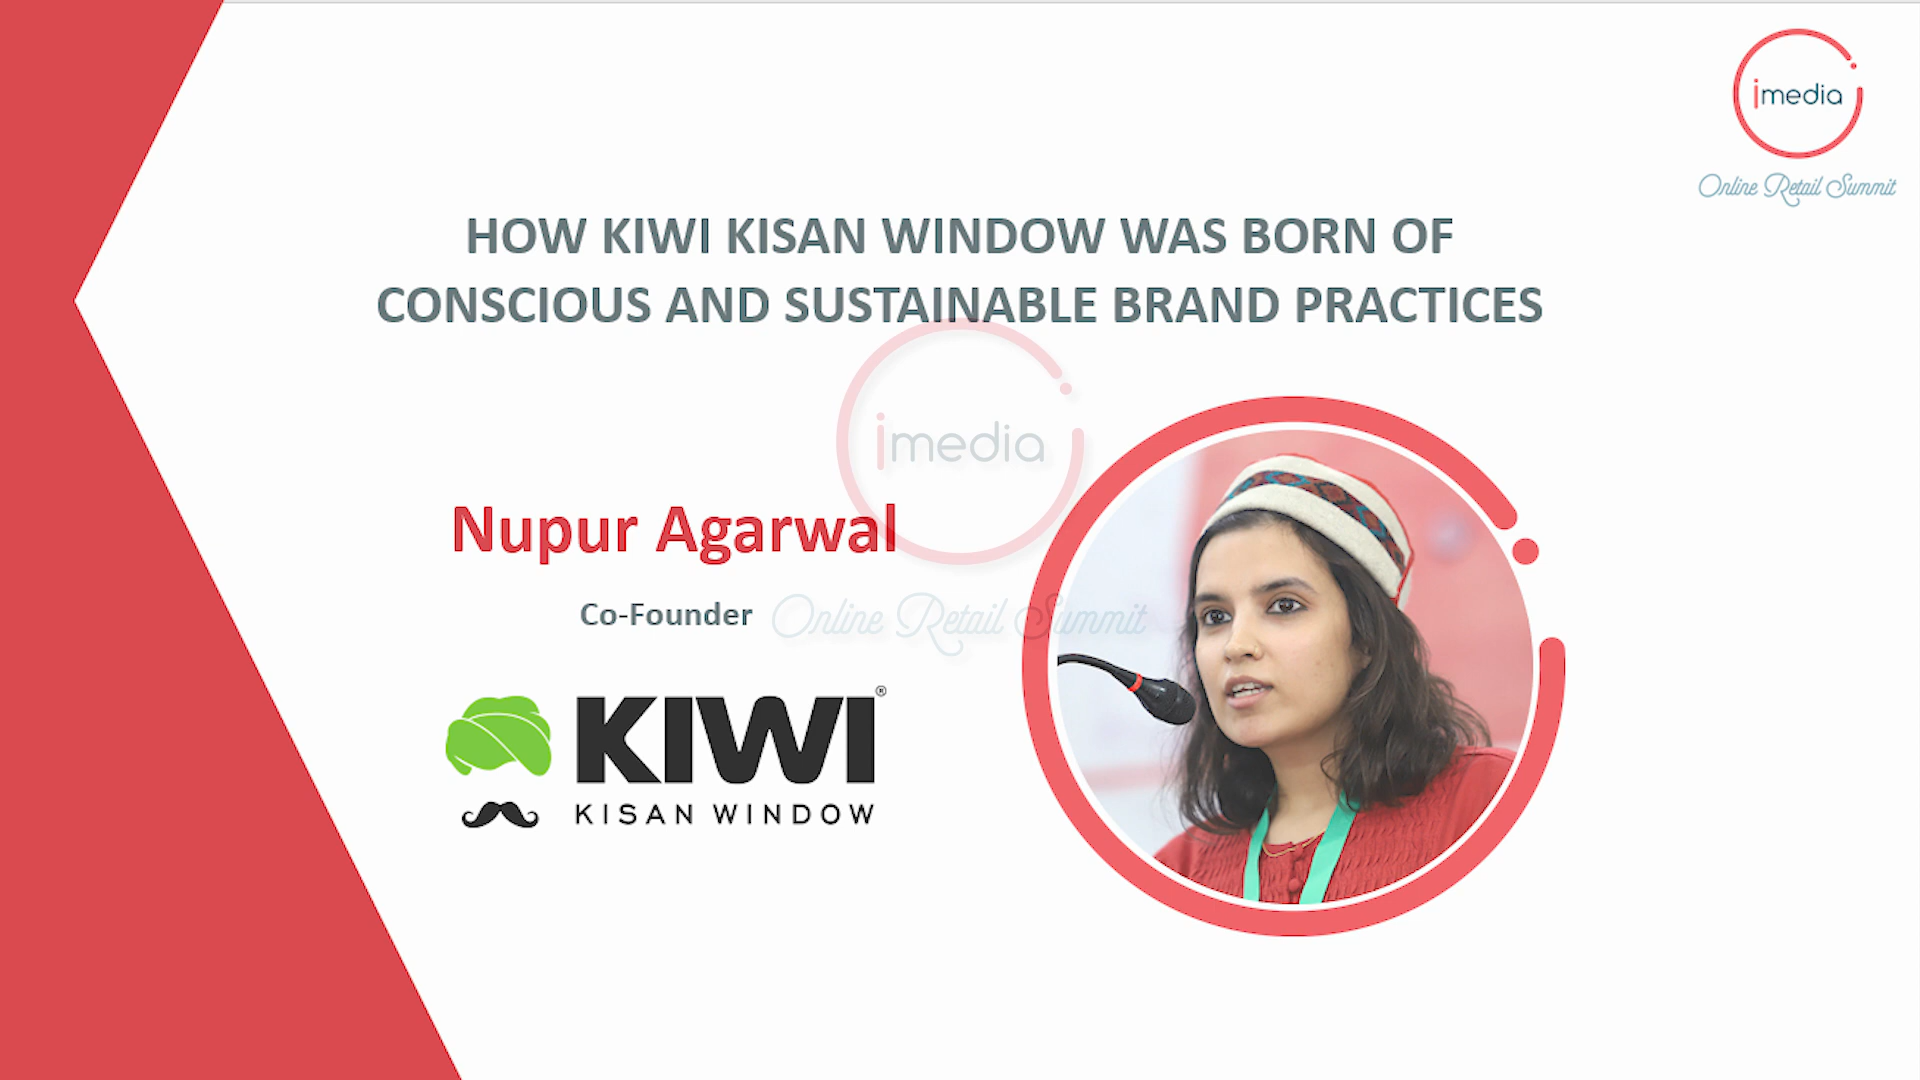 imedia
Online Retail Summit
HOW KIWI KISAN WINDOW WAS BORN OF
CONSCIOUS AND SUSTAINABLE BRAND PRACTICES
imedia
Nupur Agarwal
Co-Founder
Online Retail Summit
KIWI®
KISAN WINDOW